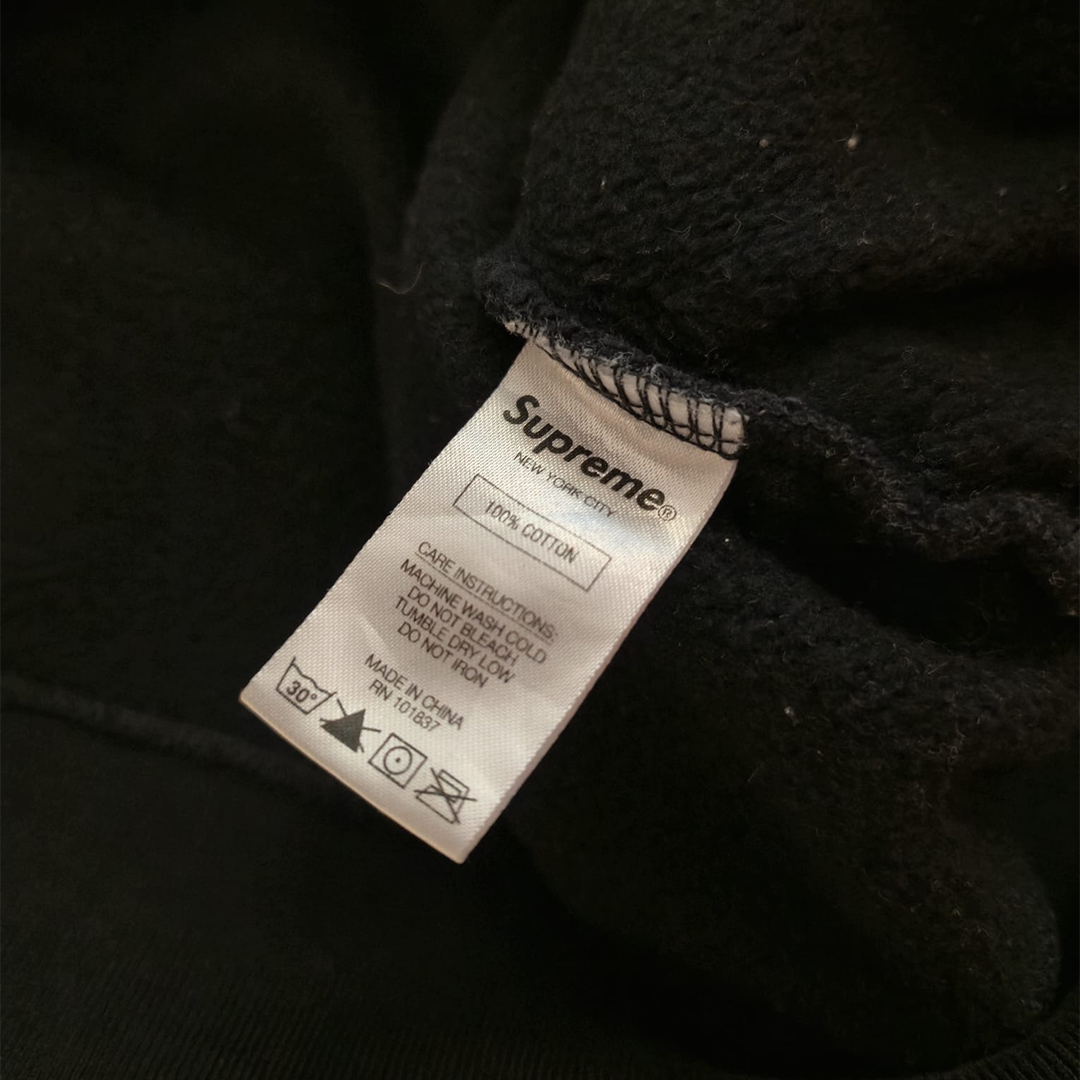 Supreme®
NEW YORK CITY
100% COTTON
CARE INSTRUCTIONS:
MACHINE WASH COLD
DO NOT BLEACH
TUMBLE DRY LOW
DO NOT IRON
MADE IN CHINA
RN 101837
30°